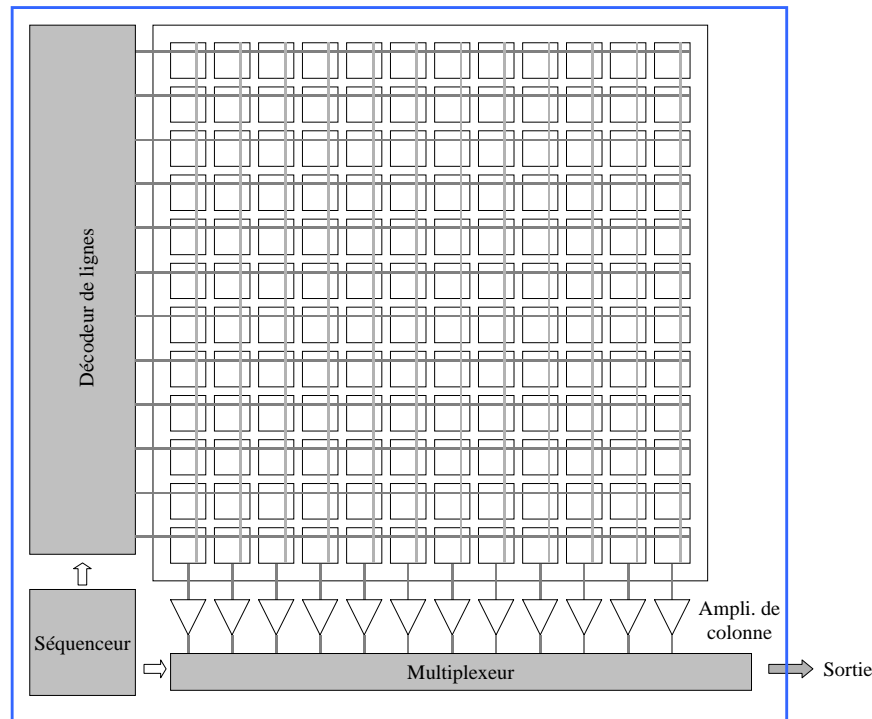 Décodeur de lignes
Ampli. de
colonne
Séquenceur
Multiplexeur
Sortie